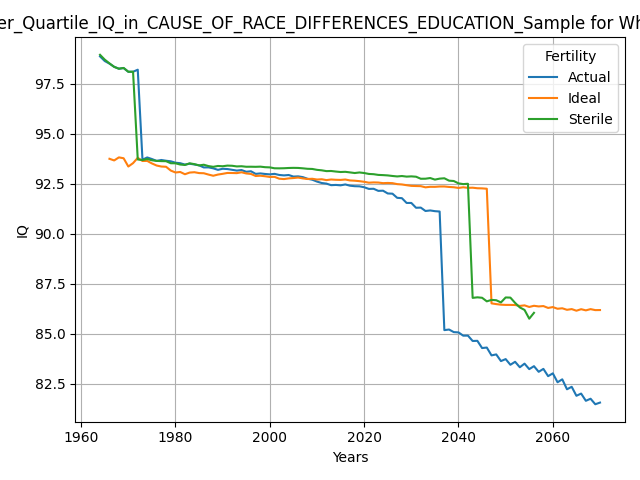 er_Quartile_IQ_in_CAUSE_OF_RACE_DIFFERENCES_EDUCATION_Sample for Wh
Fertility
Actual
Ideal
Sterile
97.5
95.0
92.5
90.0
87.5
85.0
82.5
IQ
1960
1980
2000
2020
2040
2060
Years